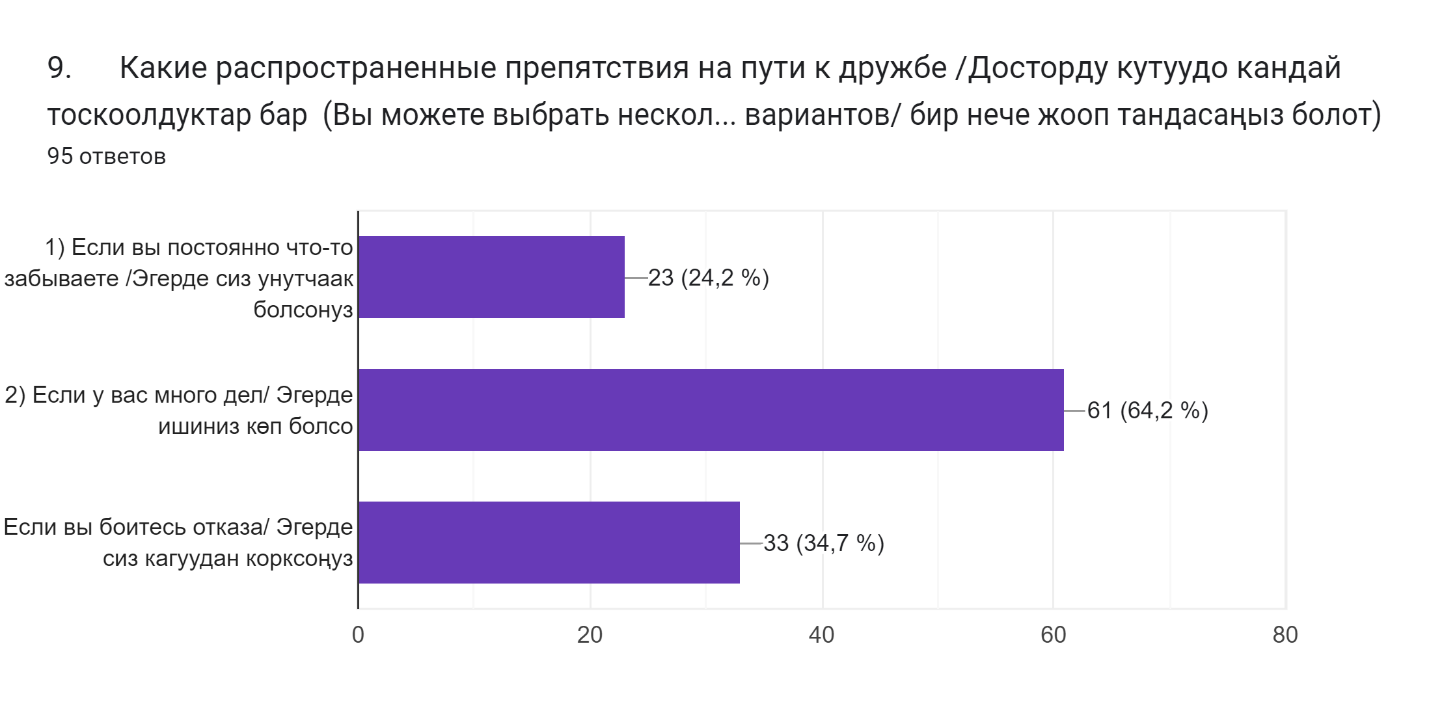 9. Какие распространенные препятствия на пути к дружбе /Досторду кутуудо кандай
тоскоолдуктар бар (Вы можете выбрать нескол... вариантов/ бир нече жооп тандасаңыз болот)
95 ответов
1) Если вы постоянно что-то
забываете /Эгерде сиз унутчаак
болсонуз
23 (24,2 %)
2) Если у вас много дел/ Эгерде
ишиниз көп болсо
61 (64,2 %)
Если вы боитесь отказа/ Эгерде
сиз кагуудан корксоңуз
33 (34,7 %)
0 20 40 60 80